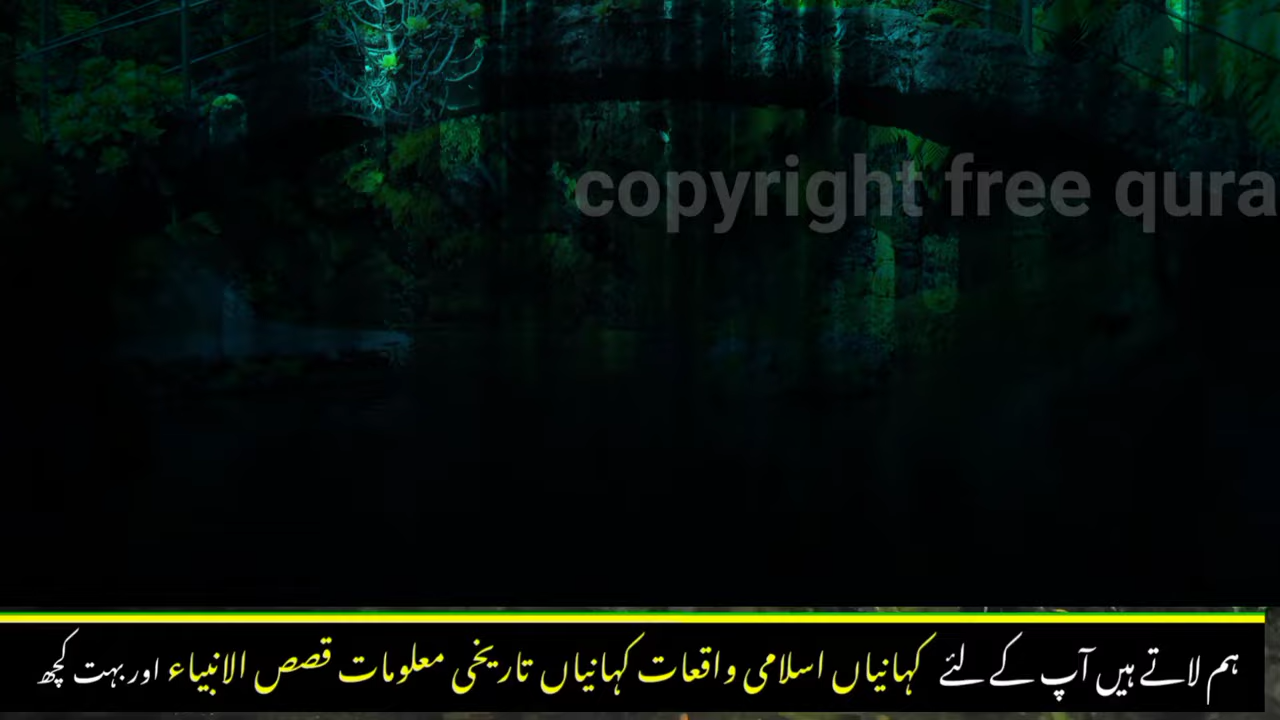 copyright free qura
ہم لاتے ہیں آپ کے لئے کہانیاں اسلامی واقعات کہانیاں تاریخی معلومات قصص الانبیاء اور بہت کچھ